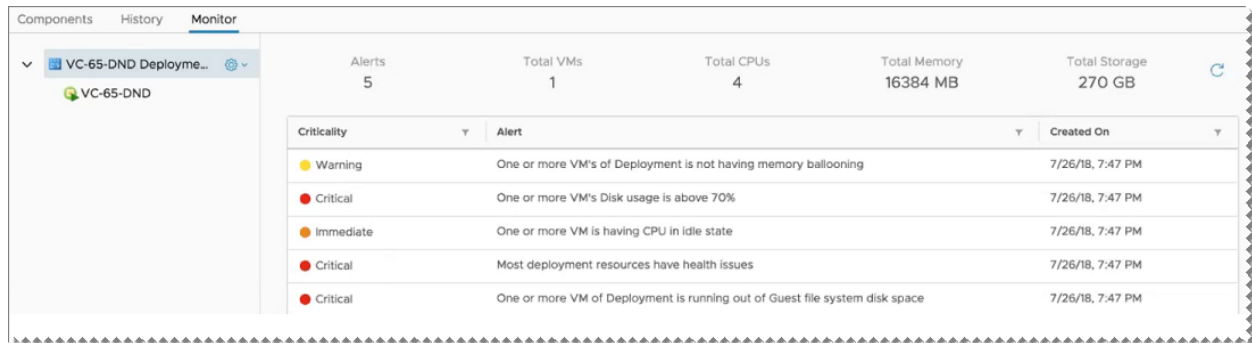 Components History Monitor
VC-65-DND Deployme...
VC-65-DND
Alerts Total VMs Total CPUs Total Memory Total Storage
5 1 4 16384 MB 270 GB
Criticality Alert Created On
Warning One or more VM's of Deployment is not having memory ballooning 7/26/18, 7:47 PM
Critical One or more VM's Disk usage is above 70% 7/26/18, 7:47 PM
Immediate One or more VM is having CPU in idle state 7/26/18, 7:47 PM
Critical Most deployment resources have health issues 7/26/18, 7:47 PM
Critical One or more VM of Deployment is running out of Guest file system disk space 7/26/18, 7:47 PM